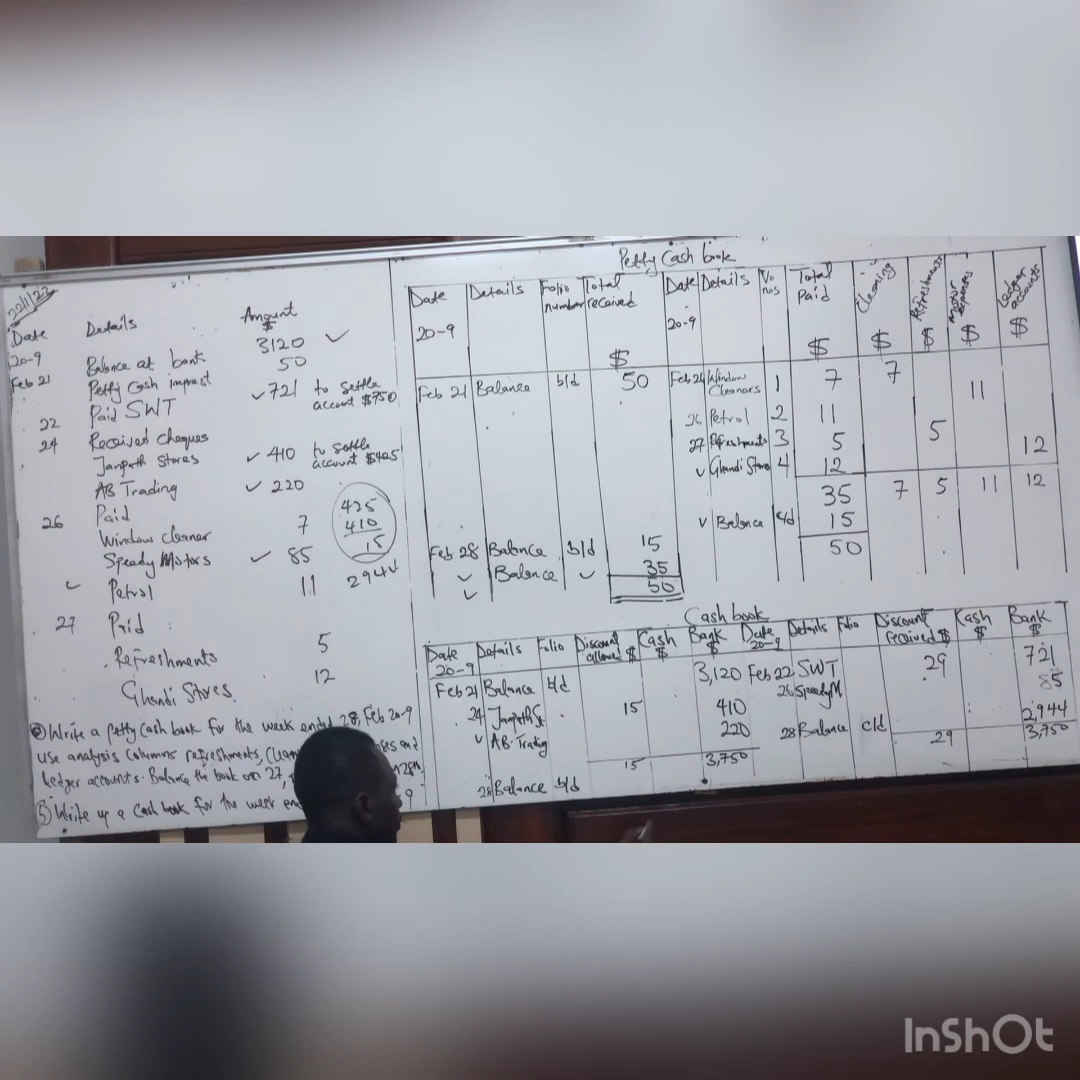 22/1/22
Date Details Amount
$
20-9 Balance at bank 3120 ✓
Feb 21 Petty Cash imprest 50
22 Paid SWT ✓721 to settle account $750
24 Received cheques
Janpath Stores ✓ 410 to settle account $425
AB Trading ✓ 220
26 Paid
Window cleaner 7
Speedy Motors ✓ 85
Petrol 11
425
410
15
2944
27 Paid :
Refreshments 5
Ghandi Stores 12
a) Write a petty cash book for the week ended 28, Feb 20-9
use analysis columns refreshments,
ledger accounts. Balance the book on 27,
b) Write up a cash book for the week
Petty Cash book
Date Details Folio number Total received Date Details Vo nos Total paid Cleaning Refreshments motor expenses Ledger accounts
20-9 $ 20-9 $ $ $ $ $
Feb 21 Balance b/d 50 Feb 24 Window Cleaners 1 7 7
26 Petrol 2 11 11
27 Refreshments 3 5 5
✓ Ghandi Stores 4 12 12
35 7 5 11 12
✓ Balance c/d 15
50
Feb 28 Balance b/d 15
✓ Balance ✓ 35
✓ 50
Cash book
Date Details Folio Discount allowed $ Cash $ Bank $ Date Details Folio Discount received $ Cash $ Bank $
20-9 20-9
Feb 21 Balance b/d 3,120 Feb 22 SWT 29 721
24 Janpath St. 15 410 26 Speedy M 85
✓ AB. Trading 220 28 Balance c/d 2,944
15 3,750 29 3,750
28 Balance b/d
InShOt